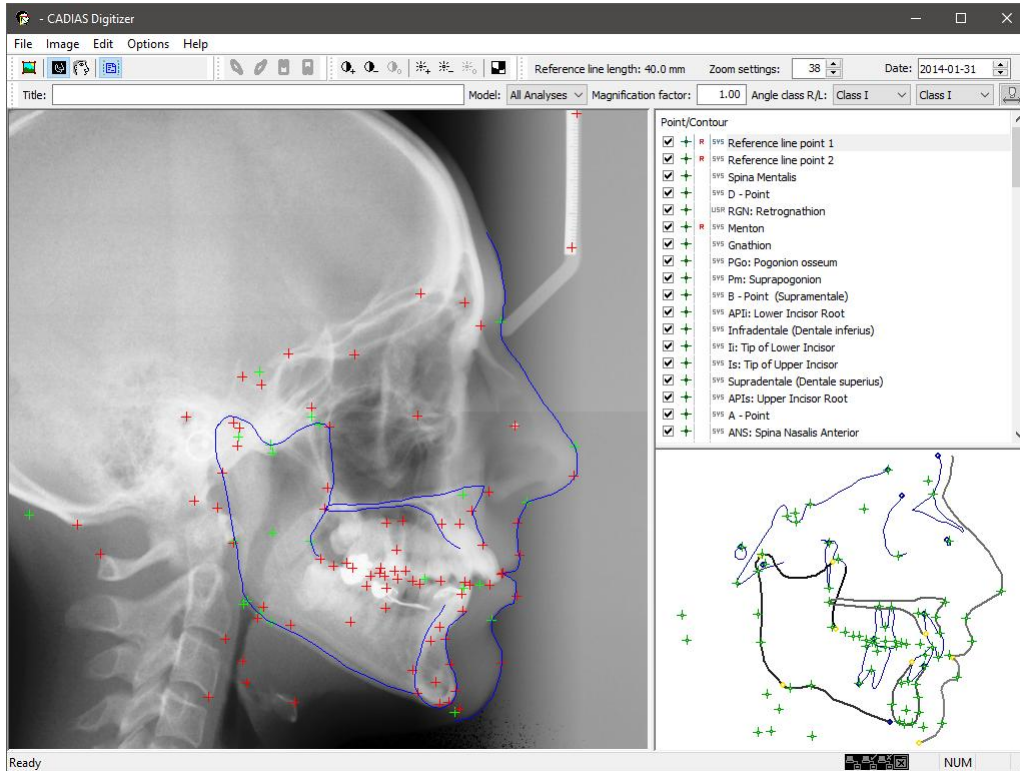 - CADIAS Digitizer
File Image Edit Options Help
Reference line length: 40.0 mm Zoom settings: 38 Date: 2014-01-31
Title: Model: All Analyses Magnification factor: 1.00 Angle class R/L: Class I Class I
Point/Contour
R SYS Reference line point 1
R SYS Reference line point 2
SYS Spina Mentalis
SYS D - Point
USR RGN: Retrognathion
R SYS Menton
SYS Gnathion
SYS PGo: Pogonion osseum
SYS Pm: Suprapogonion
SYS B - Point (Supramentale)
SYS APIi: Lower Incisor Root
SYS Infradentale (Dentale inferius)
SYS Ii: Tip of Lower Incisor
SYS Is: Tip of Upper Incisor
SYS Supradentale (Dentale superius)
SYS APIs: Upper Incisor Root
SYS A - Point
SYS ANS: Spina Nasalis Anterior
Ready NUM